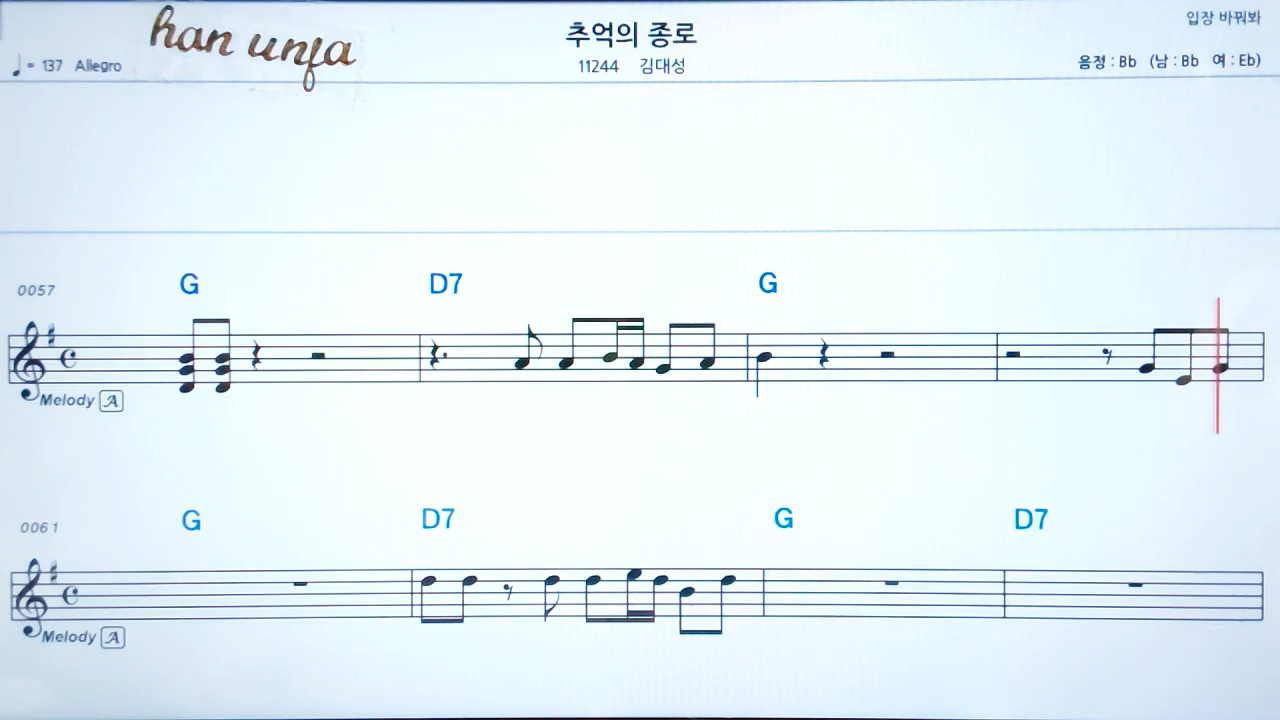 입장 바꿔봐
han unfa
추억의 종로
♩= 137 Allegro
11244 김대성
음정 : Bb (남 : Bb 여 : Eb)
G D7 G
0057
Melody A
G D7 G D7
0061
Melody A